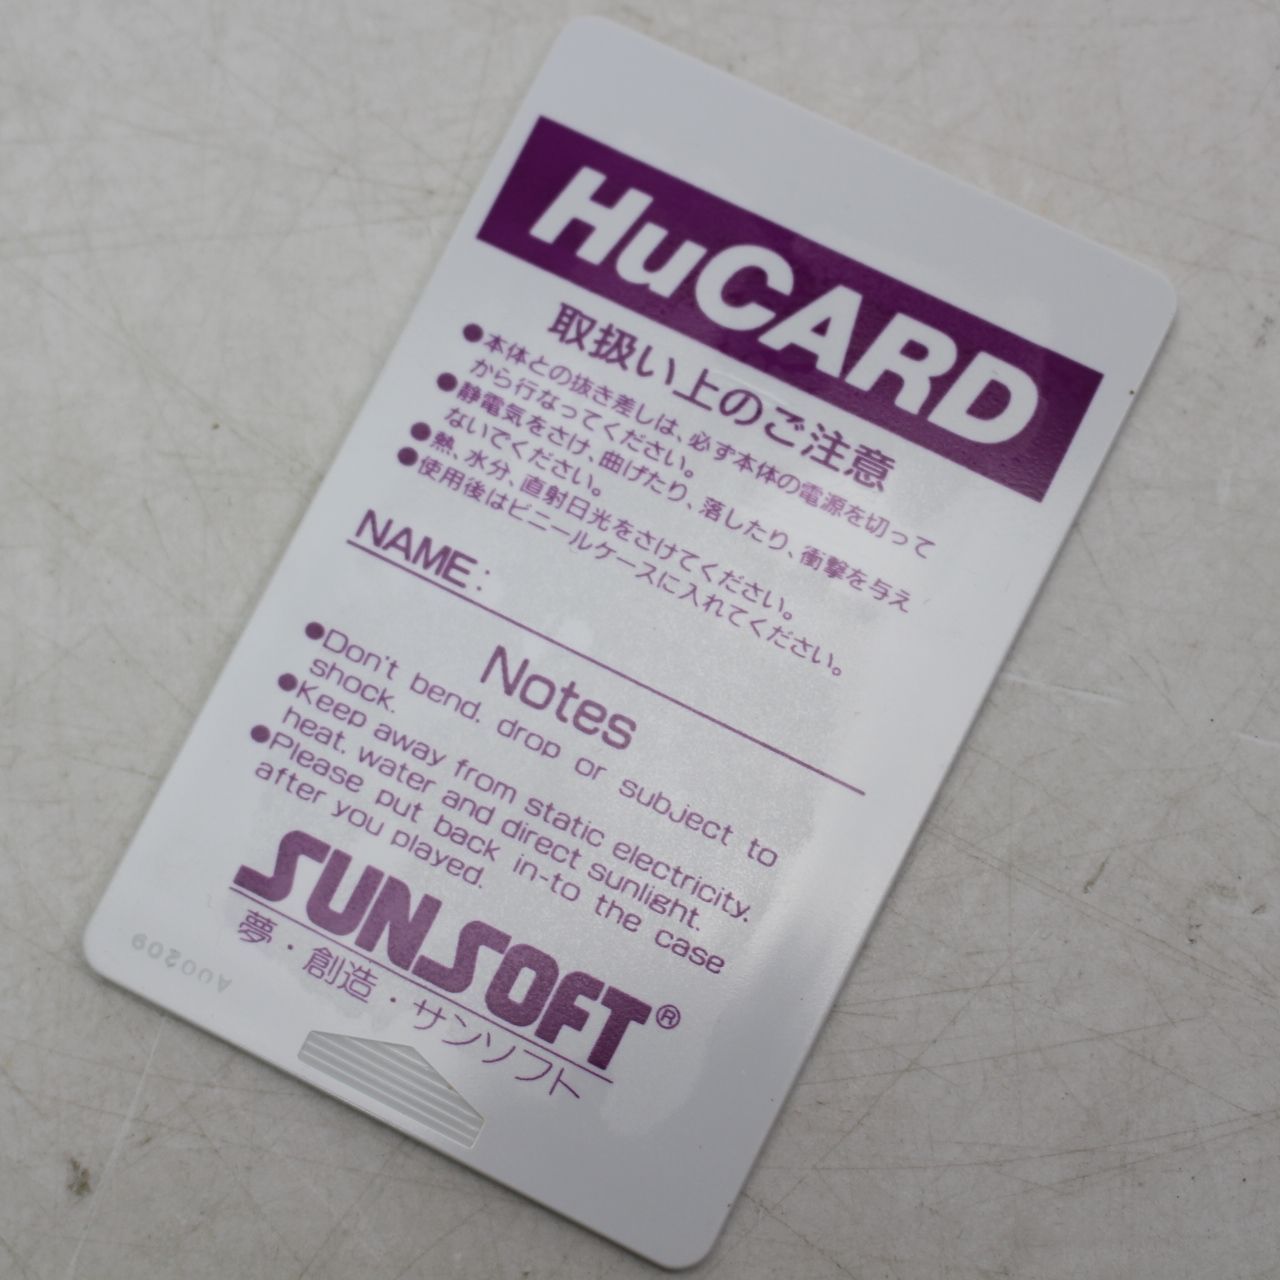 HuCARD
取扱い上のご注意
●本体との抜き差しは、必ず本体の電源を切って
から行なってください。
●静電気をさけ、曲げたり、落したり、衝撃を与え
ないでください。
●熱、水分、直射日光をさけてください。
●使用後はビニールケースに入れてください。
NAME:
Notes
●Don't bend, drop or subject to
shock.
●Keep away from static electricity,
heat, water and direct sunlight.
●Please put back in-to the case
after you played.
SUNSOFT®
夢・創造・サンソフト
A00209